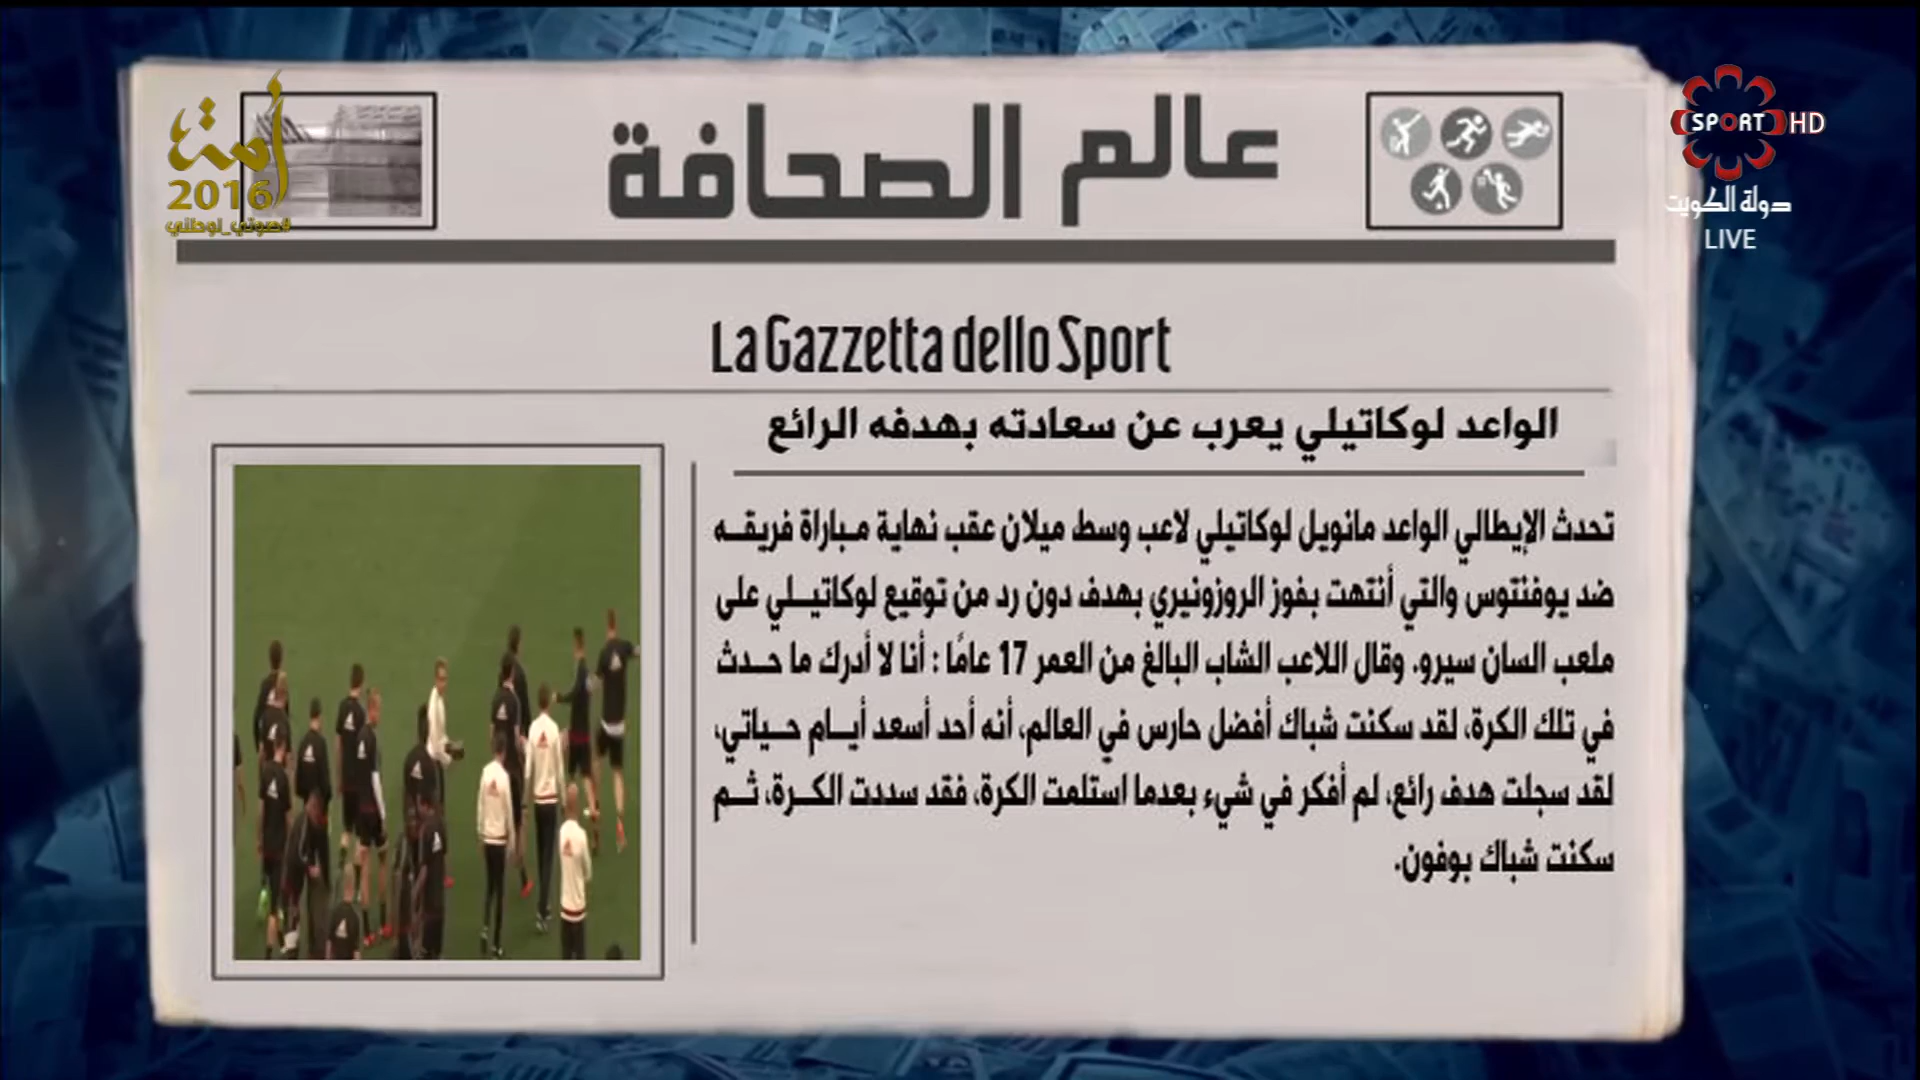 عالم الصحافة
أمة
2016
#صوتي_لوطني
SPORT HD
دولة الكويت
LIVE
La Gazzetta dello Sport
الواعد لوكاتيلي يعرب عن سعادته بهدفه الرائع
تحدث الإيطالي الواعد مانويل لوكاتيلي لاعب وسط ميلان عقب نهاية مباراة فريقه
ضد يوفنتوس والتي أنتهت بفوز الروزونيري بهدف دون رد من توقيع لوكاتيلي على
ملعب السان سيرو. وقال اللاعب الشاب البالغ من العمر 17 عامًا : أنا لا أدرك ما حدث
في تلك الكرة، لقد سكنت شباك أفضل حارس في العالم، أنه أحد أسعد أيام حياتي،
لقد سجلت هدف رائع، لم أفكر في شيء بعدما استلمت الكرة، فقد سددت الكرة، ثم
سكنت شباك بوفون.